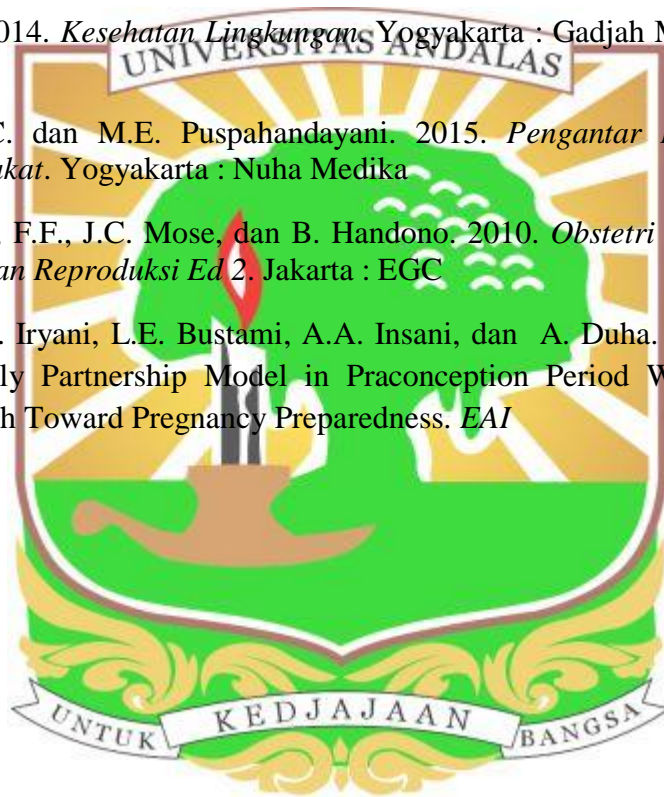 014. Kesehatan Lingkungan. Yogyakarta : Gadjah M
UNIVERSITAS ANDALAS
C. dan M.E. Puspahandayani. 2015. Pengantar
kat. Yogyakarta : Nuha Medika
, F.F., J.C. Mose, dan B. Handono. 2010. Obstetri
an Reproduksi Ed 2. Jakarta : EGC
. Iryani, L.E. Bustami, A.A. Insani, dan A. Duha.
ly Partnership Model in Praconception Period W
h Toward Pregnancy Preparedness. EAI
UNTUK KEDJAJAAN BANGSA